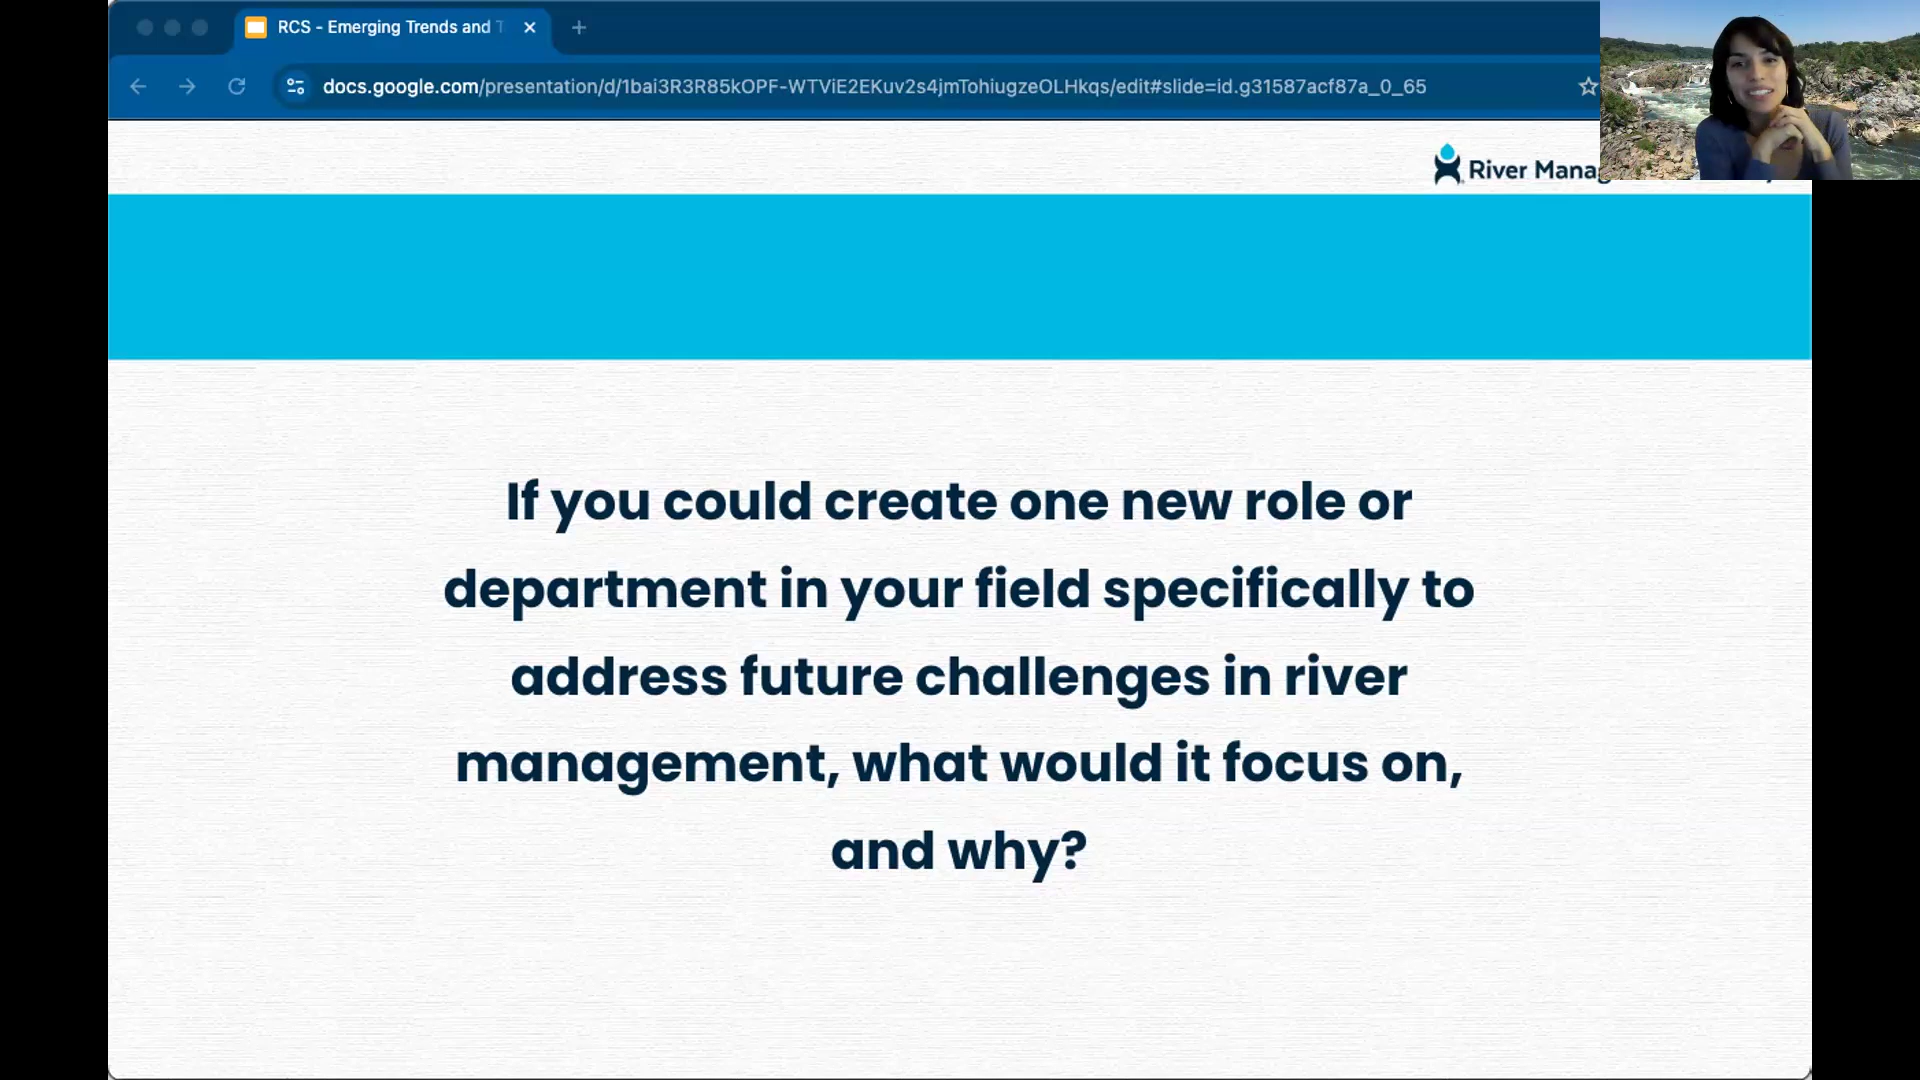 RCS - Emerging Trends and
docs.google.com/presentation/d/1bai3R3R85kOPF-WTViE2EKuv2s4jmTohiugzeOLHkqs/edit#slide=id.g31587acf87a_0_65
River Manag
If you could create one new role or
department in your field specifically to
address future challenges in river
management, what would it focus on,
and why?